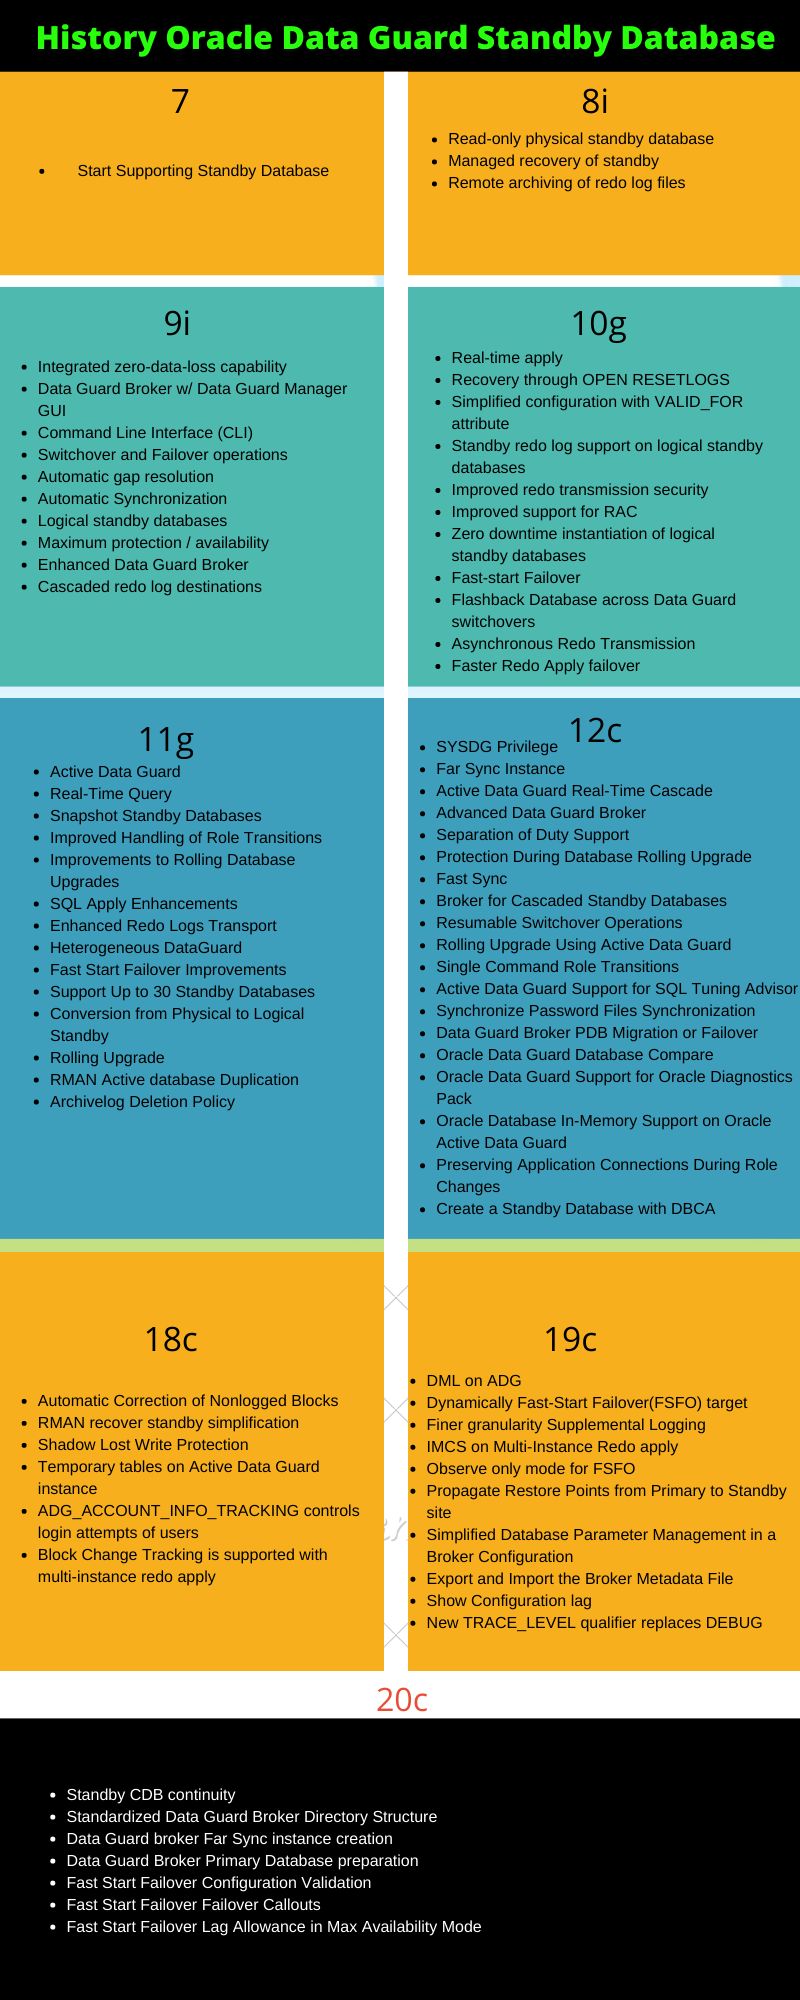 History Oracle Data Guard Standby Database
7
• Start Supporting Standby Database
8i
• Read-only physical standby database
• Managed recovery of standby
• Remote archiving of redo log files
9i
• Integrated zero-data-loss capability
• Data Guard Broker w/ Data Guard Manager
GUI
• Command Line Interface (CLI)
• Switchover and Failover operations
• Automatic gap resolution
• Automatic Synchronization
• Logical standby databases
• Maximum protection / availability
• Enhanced Data Guard Broker
• Cascaded redo log destinations
10g
• Real-time apply
• Recovery through OPEN RESETLOGS
• Simplified configuration with VALID_FOR
attribute
• Standby redo log support on logical standby
databases
• Improved redo transmission security
• Improved support for RAC
• Zero downtime instantiation of logical
standby databases
• Fast-start Failover
• Flashback Database across Data Guard
switchovers
• Asynchronous Redo Transmission
• Faster Redo Apply failover
11g
• Active Data Guard
• Real-Time Query
• Snapshot Standby Databases
• Improved Handling of Role Transitions
• Improvements to Rolling Database
Upgrades
• SQL Apply Enhancements
• Enhanced Redo Logs Transport
• Heterogeneous DataGuard
• Fast Start Failover Improvements
• Support Up to 30 Standby Databases
• Conversion from Physical to Logical
Standby
• Rolling Upgrade
• RMAN Active database Duplication
• Archivelog Deletion Policy
12c
• SYSDG Privilege
• Far Sync Instance
• Active Data Guard Real-Time Cascade
• Advanced Data Guard Broker
• Separation of Duty Support
• Protection During Database Rolling Upgrade
• Fast Sync
• Broker for Cascaded Standby Databases
• Resumable Switchover Operations
• Rolling Upgrade Using Active Data Guard
• Single Command Role Transitions
• Active Data Guard Support for SQL Tuning Advisor
• Synchronize Password Files Synchronization
• Data Guard Broker PDB Migration or Failover
• Oracle Data Guard Database Compare
• Oracle Data Guard Support for Oracle Diagnostics
Pack
• Oracle Database In-Memory Support on Oracle
Active Data Guard
• Preserving Application Connections During Role
Changes
• Create a Standby Database with DBCA
18c
• Automatic Correction of Nonlogged Blocks
• RMAN recover standby simplification
• Shadow Lost Write Protection
• Temporary tables on Active Data Guard
instance
• ADG_ACCOUNT_INFO_TRACKING controls
login attempts of users
• Block Change Tracking is supported with
multi-instance redo apply
19c
• DML on ADG
• Dynamically Fast-Start Failover(FSFO) target
• Finer granularity Supplemental Logging
• IMCS on Multi-Instance Redo apply
• Observe only mode for FSFO
• Propagate Restore Points from Primary to Standby
site
• Simplified Database Parameter Management in a
Broker Configuration
• Export and Import the Broker Metadata File
• Show Configuration lag
• New TRACE_LEVEL qualifier replaces DEBUG
20c
• Standby CDB continuity
• Standardized Data Guard Broker Directory Structure
• Data Guard broker Far Sync instance creation
• Data Guard Broker Primary Database preparation
• Fast Start Failover Configuration Validation
• Fast Start Failover Failover Callouts
• Fast Start Failover Lag Allowance in Max Availability Mode